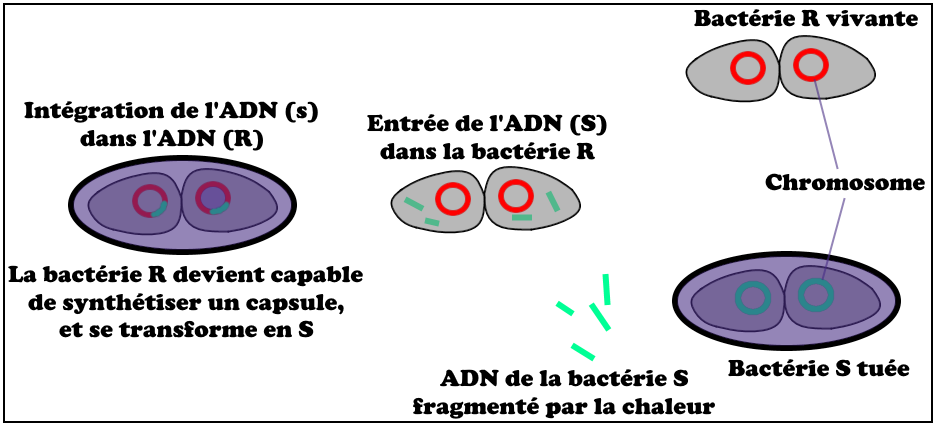 Bactérie R vivante
Intégration de l'ADN (s)
dans l'ADN (R)
Entrée de l'ADN (S)
dans la bactérie R
Chromosome
La bactérie R devient capable
de synthétiser un capsule,
et se transforme en S
Bactérie S tuée
ADN de la bactérie S
fragmenté par la chaleur